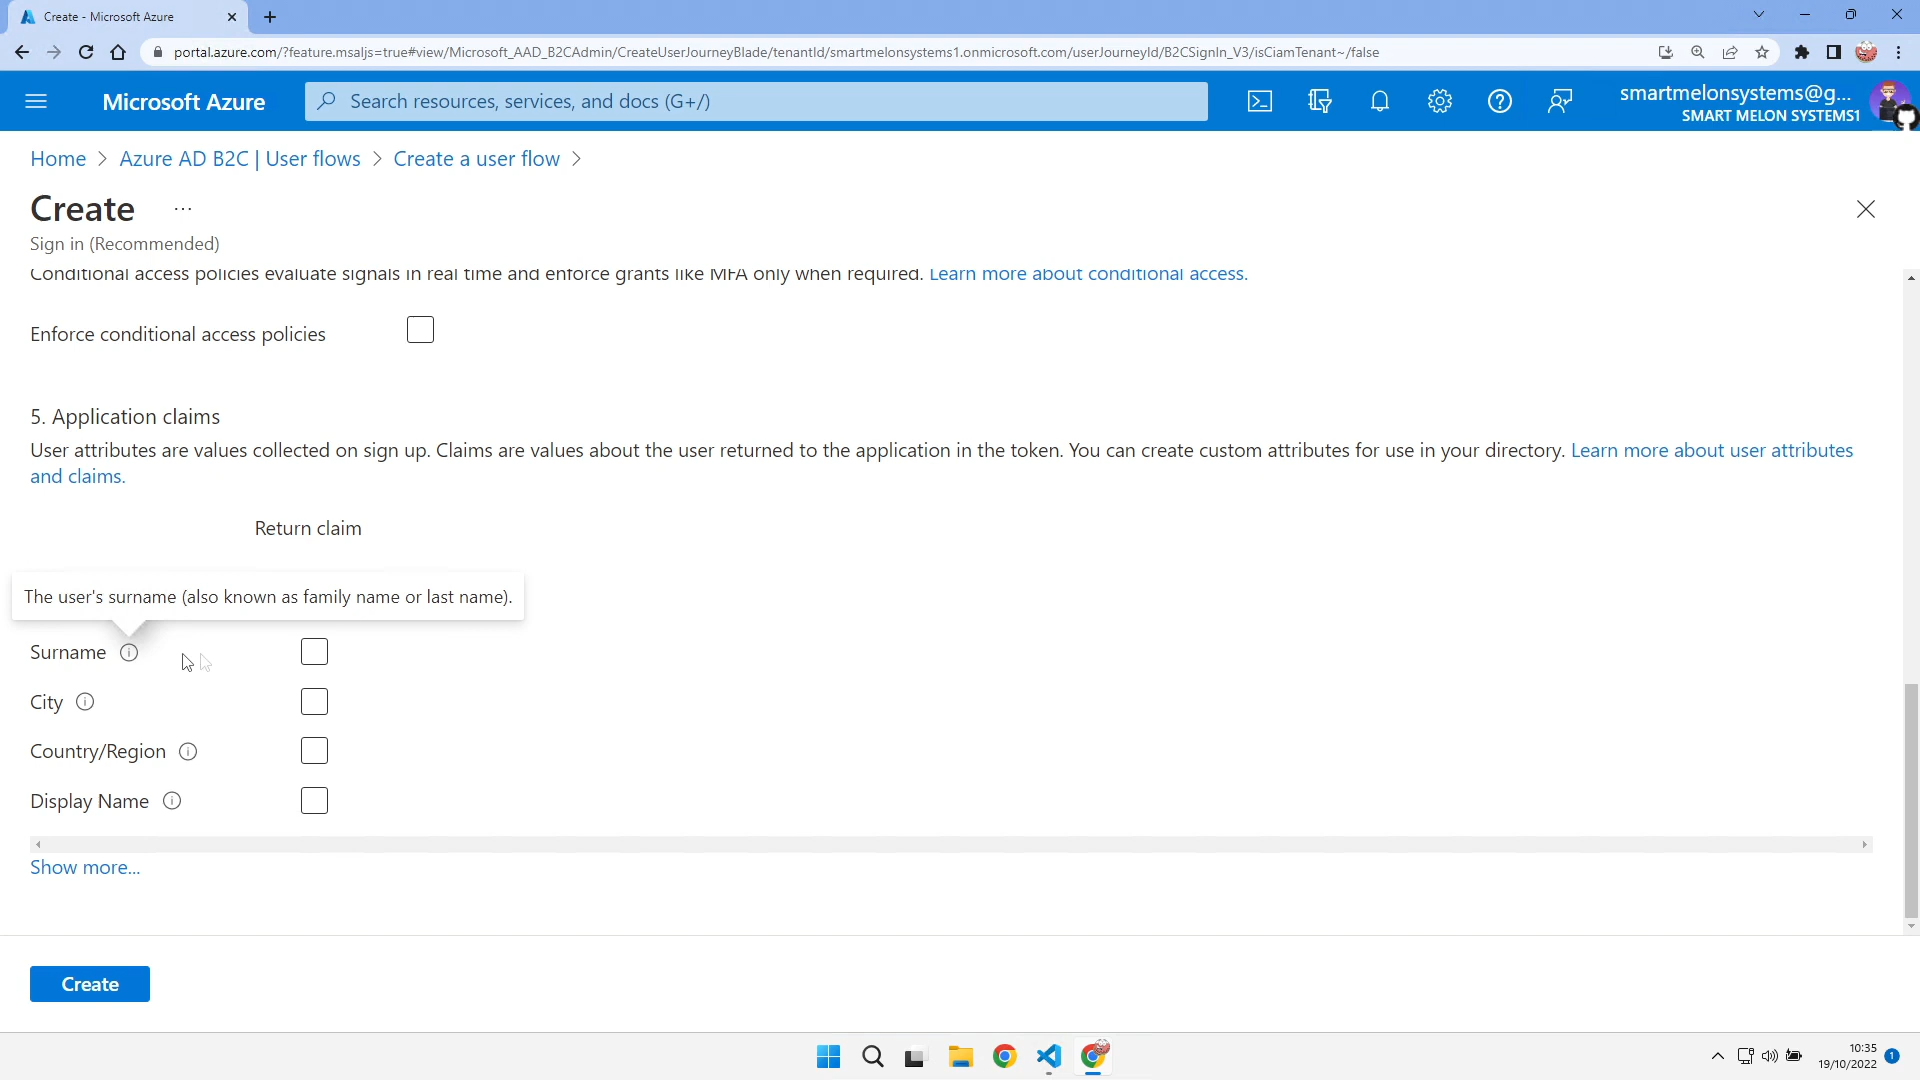 Create - Microsoft Azure
portal.azure.com/?feature.msaljs=true#view/Microsoft_AAD_B2CAdmin/CreateUserJourneyBlade/tenantId/smartmelonsystems1.onmicrosoft.com/userJourneyId/B2CSignIn_V3/isCiamTenant~/false
Microsoft Azure
Search resources, services, and docs (G+/)
smartmelonsystems@g...
SMART MELON SYSTEMS1
Home > Azure AD B2C | User flows > Create a user flow >
Create ...
Sign in (Recommended)
Conditional access policies evaluate signals in real time and enforce grants like MFA only when required. Learn more about conditional access.
Enforce conditional access policies
5. Application claims
User attributes are values collected on sign up. Claims are values about the user returned to the application in the token. You can create custom attributes for use in your directory. Learn more about user attributes
and claims.
Return claim
The user's surname (also known as family name or last name).
Surname
City
Country/Region
Display Name
Show more...
Create
10:35
19/10/2022
1